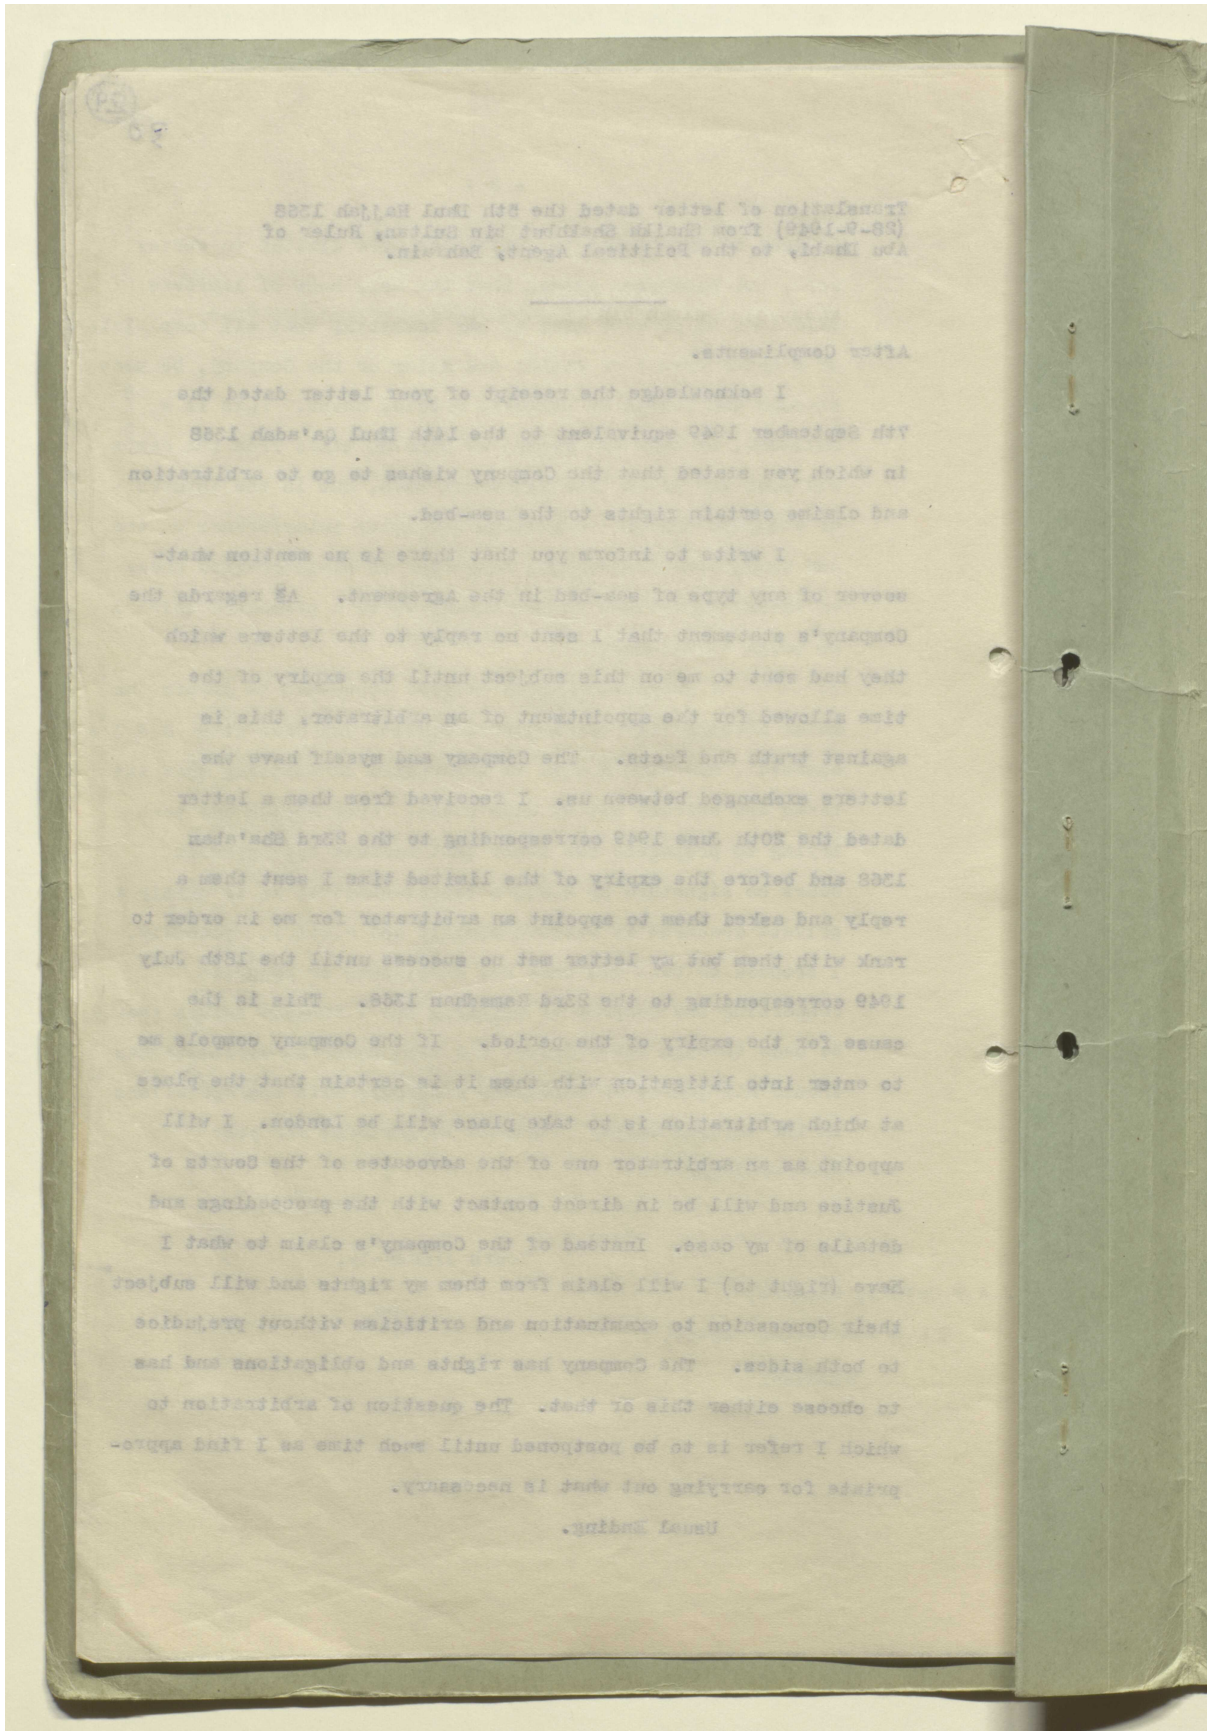 24
30
Translation of letter dated the 6th Dhul Hajjah 1368
(28-9-1949) from Shaikh Shakhbut bin Sultan, Ruler of
Abu Dhabi, to the Political Agent, Bahrain.
After Compliments.
I acknowledge the receipt of your letter dated the
7th September 1949 equivalent to the 14th Dhul Qa'adah 1368
in which you stated that the Company wishes to go to arbitration
and claims certain rights to the sea-bed.
I write to inform you that there is no mention what-
soever of any type of sea-bed in the Agreement. As regards the
Company's statement that I sent no reply to the letters which
they had sent to me on this subject until the expiry of the
time allowed for the appointment of an arbitrator, this is
against truth and facts. The Company and myself have the
letters exchanged between us. I received from them a letter
dated the 20th June 1949 corresponding to the 23rd Sha'aban
1368 and before the expiry of the limited time I sent them a
reply and asked them to appoint an arbitrator for me in order to
rank with them but my letter met no success until the 18th July
1949 corresponding to the 23rd Ramadhan 1368. This is the
cause for the expiry of the period. If the Company compels me
to enter into litigation with them it is certain that the place
at which arbitration is to take place will be London. I will
appoint as an arbitrator one of the advocates of the Courts of
Justice and will be in direct contact with the proceedings and
details of my case. Instead of the Company's claim to what I
Have (right to) I will claim from them my rights and will subject
their Concession to examination and criticism without prejudice
to both sides. The Company has rights and obligations and has
to choose either this or that. The question of arbitration to
which I refer is to be postponed until such time as I find appro-
priate for carrying out what is necessary.
Usual Ending.